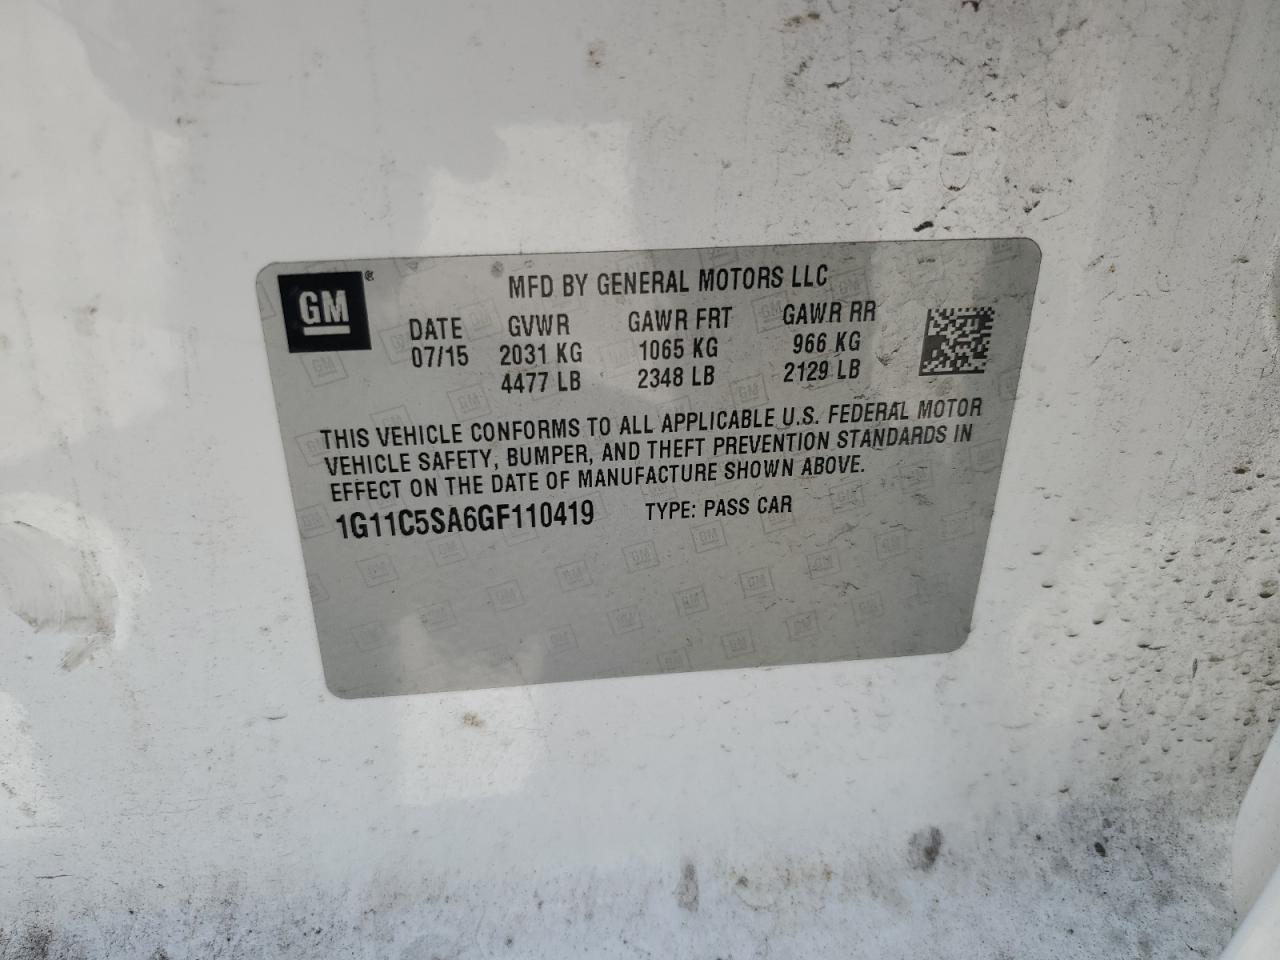 GM ®
MFD BY GENERAL MOTORS LLC
DATE GVWR GAWR FRT GAWR RR
07/15 2031 KG 1065 KG 966 KG
4477 LB 2348 LB 2129 LB
THIS VEHICLE CONFORMS TO ALL APPLICABLE U.S. FEDERAL MOTOR
VEHICLE SAFETY, BUMPER, AND THEFT PREVENTION STANDARDS IN
EFFECT ON THE DATE OF MANUFACTURE SHOWN ABOVE.
1G11C5SA6GF110419 TYPE: PASS CAR